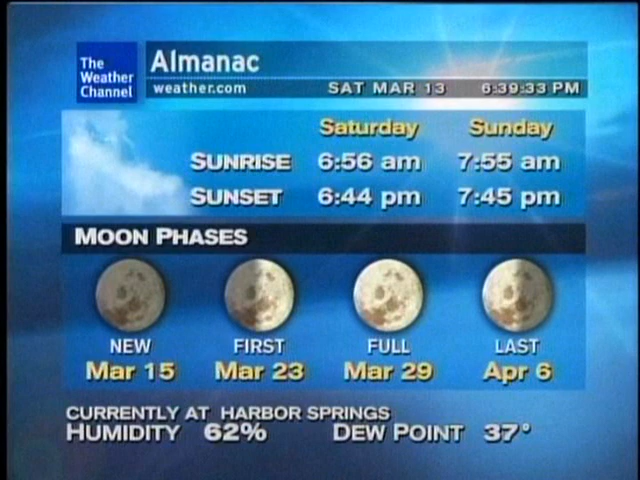 The
Weather
Channel
Almanac
weather.com SAT MAR 13 6:39:33 PM
Saturday Sunday
SUNRISE 6:56 am 7:55 am
SUNSET 6:44 pm 7:45 pm
MOON PHASES
NEW FIRST FULL LAST
Mar 15 Mar 23 Mar 29 Apr 6
CURRENTLY AT HARBOR SPRINGS
HUMIDITY 62% DEW POINT 37°